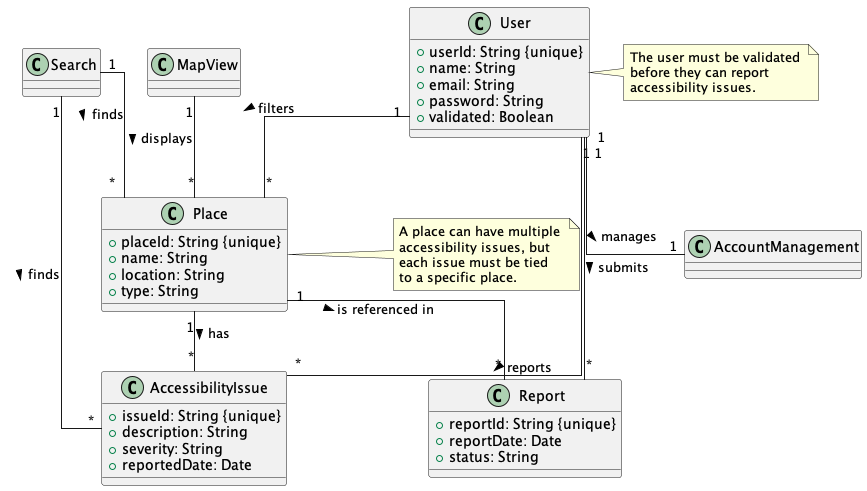 C User
userId: String {unique}
name: String
email: String
password: String
validated: Boolean
The user must be validated
before they can report
accessibility issues.
C Search
C MapView
1
1
1
1
finds
displays
filters
1
1
1
*
*
*
C Place
placeId: String {unique}
name: String
location: String
type: String
A place can have multiple
accessibility issues, but
each issue must be tied
to a specific place.
manages
1
C AccountManagement
finds
submits
1
is referenced in
1
has
*
*
*
*
reports
C AccessibilityIssue
issueId: String {unique}
description: String
severity: String
reportedDate: Date
*
C Report
reportId: String {unique}
reportDate: Date
status: String